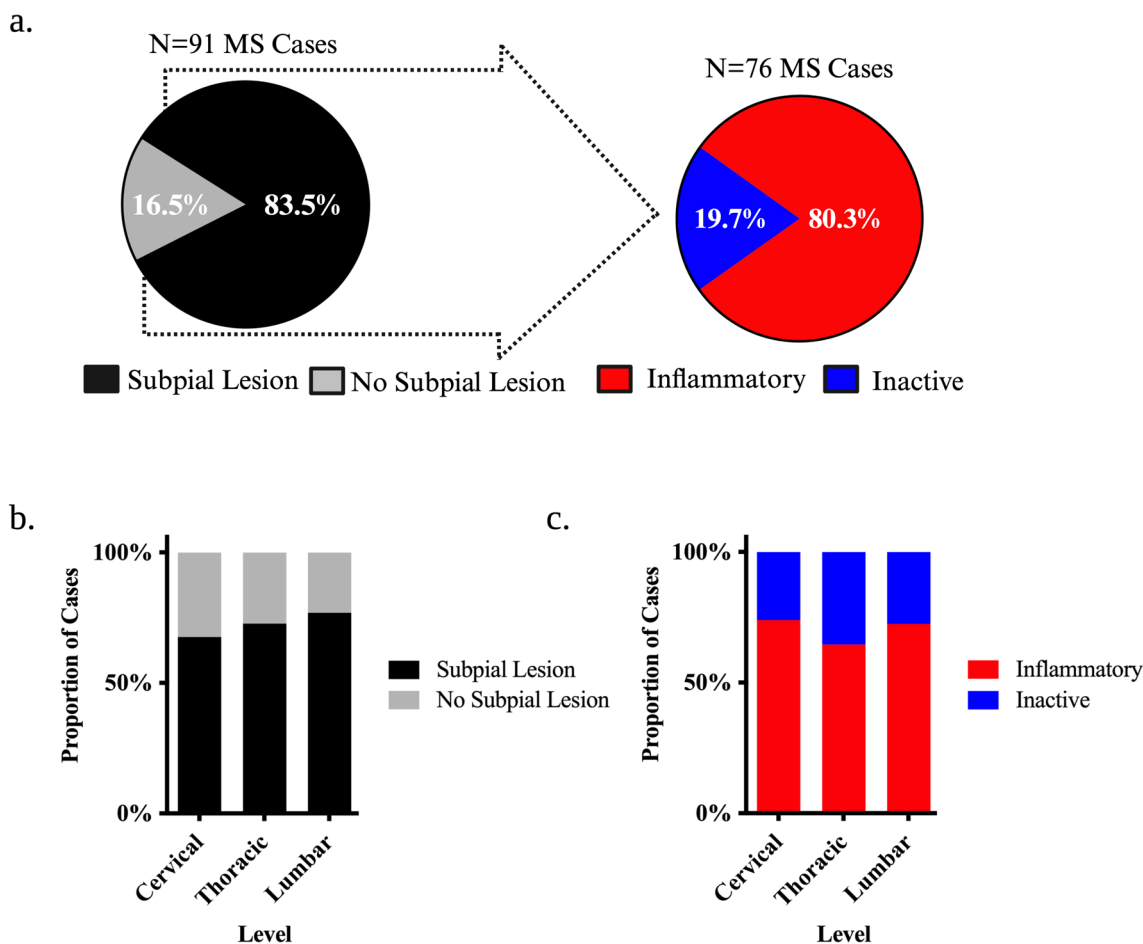 a.
N=91 MS Cases
N=76 MS Cases
16.5%
83.5%
19.7%
80.3%
Subpial Lesion
No Subpial Lesion
Inflammatory
Inactive
b.
100%
50%
0%
Proportion of Cases
Cervical
Thoracic
Lumbar
Level
Subpial Lesion
No Subpial Lesion
c.
100%
50%
0%
Proportion of Cases
Cervical
Thoracic
Lumbar
Level
Inflammatory
Inactive